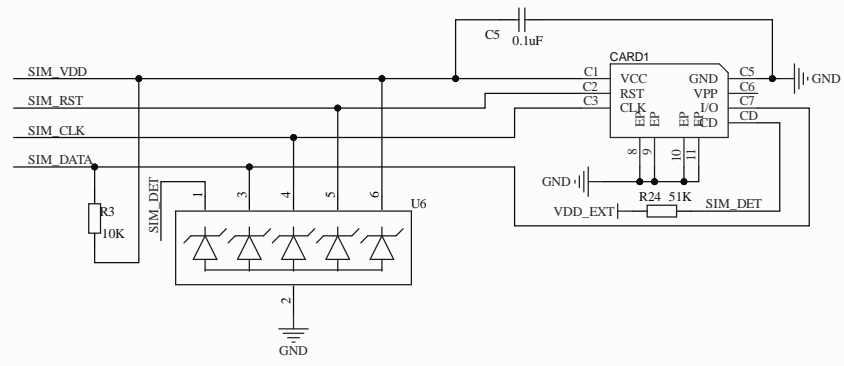 C5
0.1uF
CARD1
SIM_VDD
C1
VCC
GND
C5
GND
C2
RST
VPP
C6
SIM_RST
C3
CLK
I/O
C7
EP
EP
EP
EP
CD
CD
SIM_CLK
8
9
10
11
SIM_DATA
GND
SIM_DET
1
3
4
5
6
R24
51K
U6
R3
10K
VDD_EXT
SIM_DET
2
GND